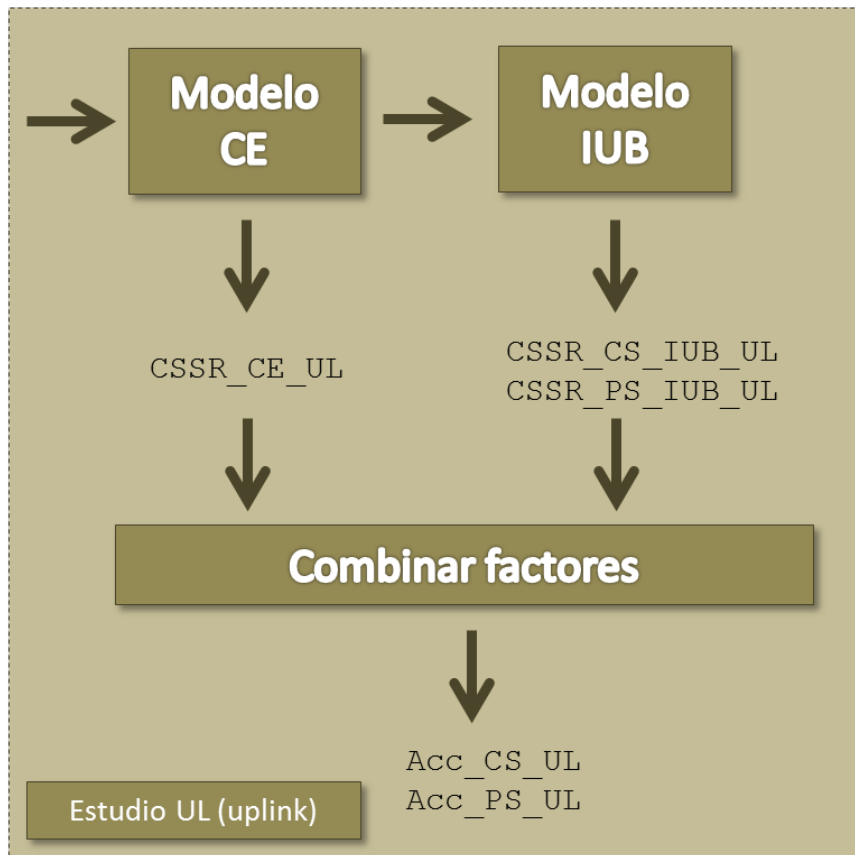 Modelo
CE
Modelo
IUB
CSSR_CE_UL
CSSR_CS_IUB_UL
CSSR_PS_IUB_UL
Combinar factores
Acc_CS_UL
Acc_PS_UL
Estudio UL (uplink)